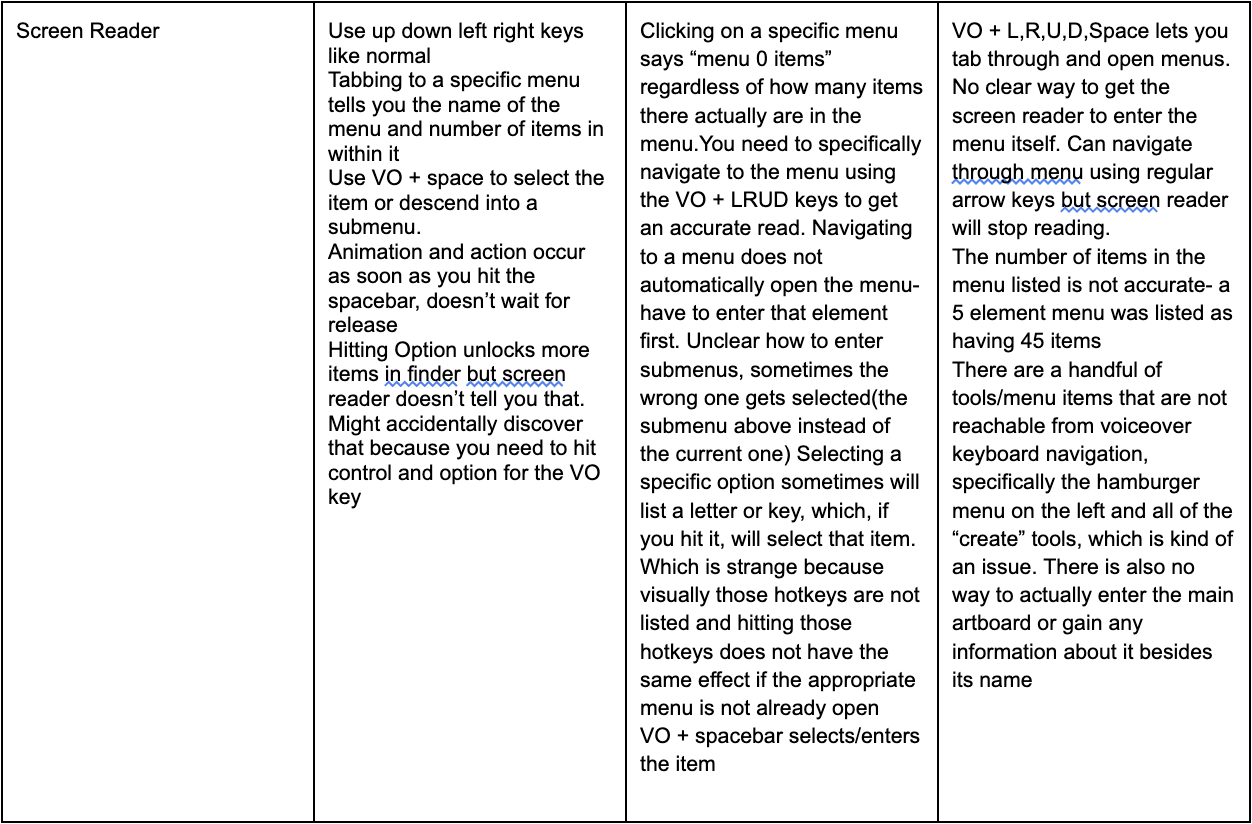 Screen Reader
Use up down left right keys
like normal
Tabbing to a specific menu
tells you the name of the
menu and number of items in
within it
Use VO + space to select the
item or descend into a
submenu.
Animation and action occur
as soon as you hit the
spacebar, doesn’t wait for
release
Hitting Option unlocks more
items in finder but screen
reader doesn’t tell you that.
Might accidentally discover
that because you need to hit
control and option for the VO
key
Clicking on a specific menu
says “menu 0 items”
regardless of how many items
there actually are in the
menu.You need to specifically
navigate to the menu using
the VO + LRUD keys to get
an accurate read. Navigating
to a menu does not
automatically open the menu-
have to enter that element
first. Unclear how to enter
submenus, sometimes the
wrong one gets selected(the
submenu above instead of
the current one) Selecting a
specific option sometimes will
list a letter or key, which, if
you hit it, will select that item.
Which is strange because
visually those hotkeys are not
listed and hitting those
hotkeys does not have the
same effect if the appropriate
menu is not already open
VO + spacebar selects/enters
the item
VO + L,R,U,D,Space lets you
tab through and open menus.
No clear way to get the
screen reader to enter the
menu itself. Can navigate
through menu using regular
arrow keys but screen reader
will stop reading.
The number of items in the
menu listed is not accurate- a
5 element menu was listed as
having 45 items
There are a handful of
tools/menu items that are not
reachable from voiceover
keyboard navigation,
specifically the hamburger
menu on the left and all of the
“create” tools, which is kind of
an issue. There is also no
way to actually enter the main
artboard or gain any
information about it besides
its name